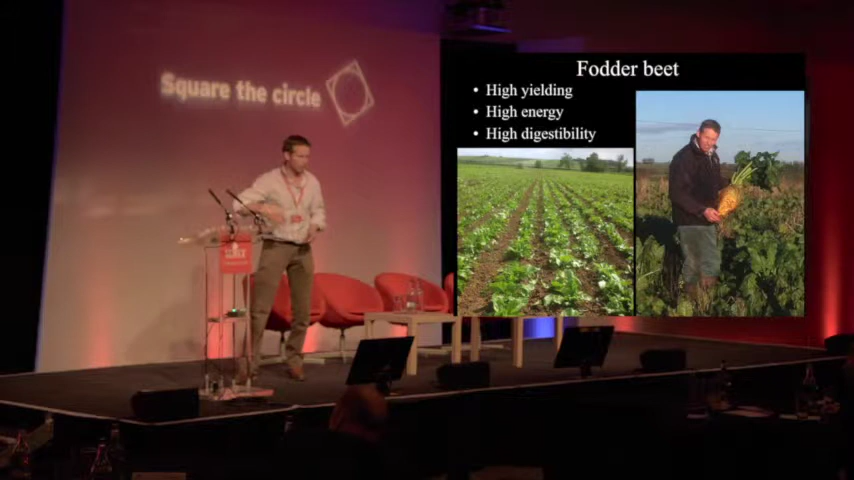 Square the circle
Fodder beet
• High yielding
• High energy
• High digestibility